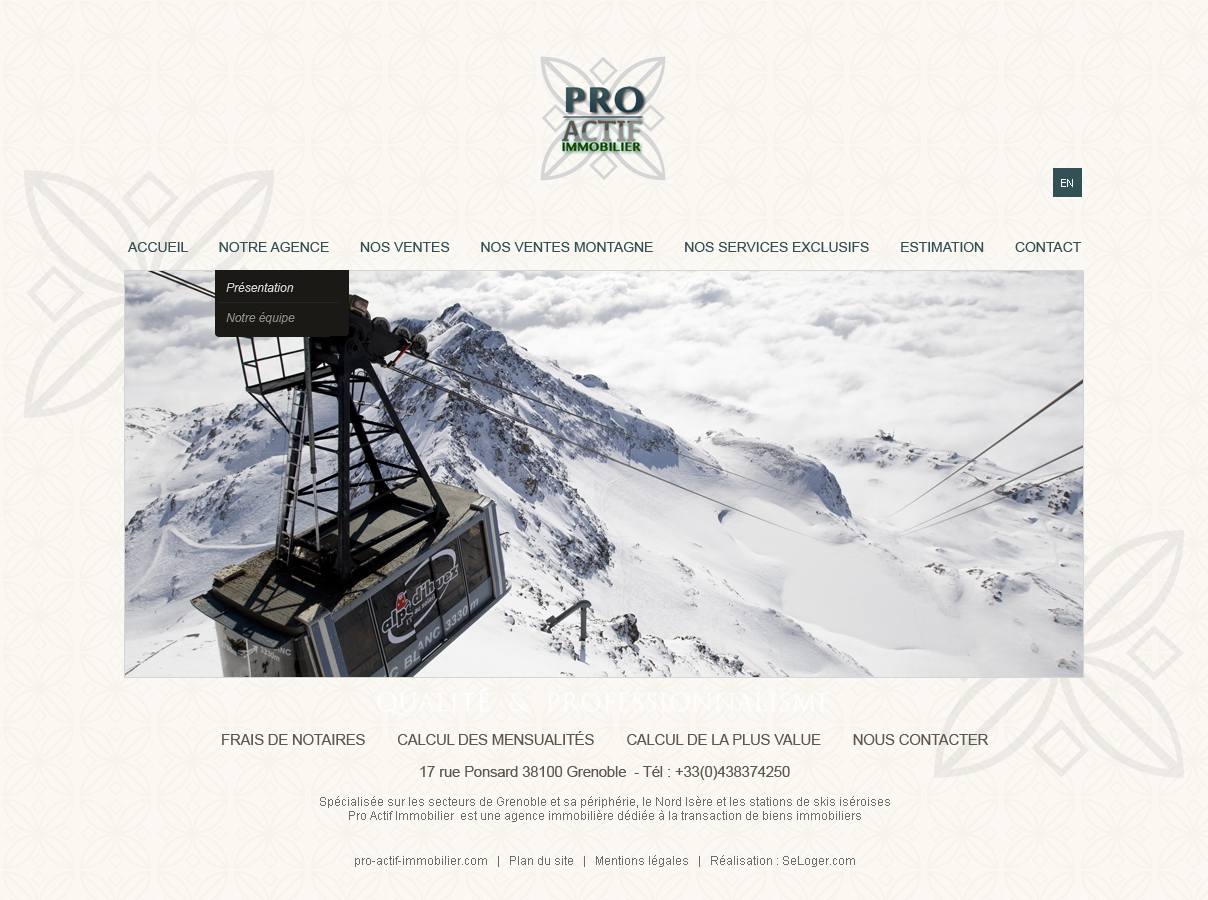 PRO
ACTIF
IMMOBILIER
EN
ACCUEIL NOTRE AGENCE NOS VENTES NOS VENTES MONTAGNE NOS SERVICES EXCLUSIFS ESTIMATION CONTACT
Présentation
Notre équipe
alpe d'huez
C BLANC 3330 m
NC
3330m
QUALITÉ & PROFESSIONNALISME
FRAIS DE NOTAIRES CALCUL DES MENSUALITÉS CALCUL DE LA PLUS VALUE NOUS CONTACTER
17 rue Ponsard 38100 Grenoble - Tél : +33(0)438374250
Spécialisée sur les secteurs de Grenoble et sa périphérie, le Nord Isère et les stations de skis iséroises
Pro Actif Immobilier est une agence immobilière dédiée à la transaction de biens immobiliers
pro-actif-immobilier.com | Plan du site | Mentions légales | Réalisation : SeLoger.com